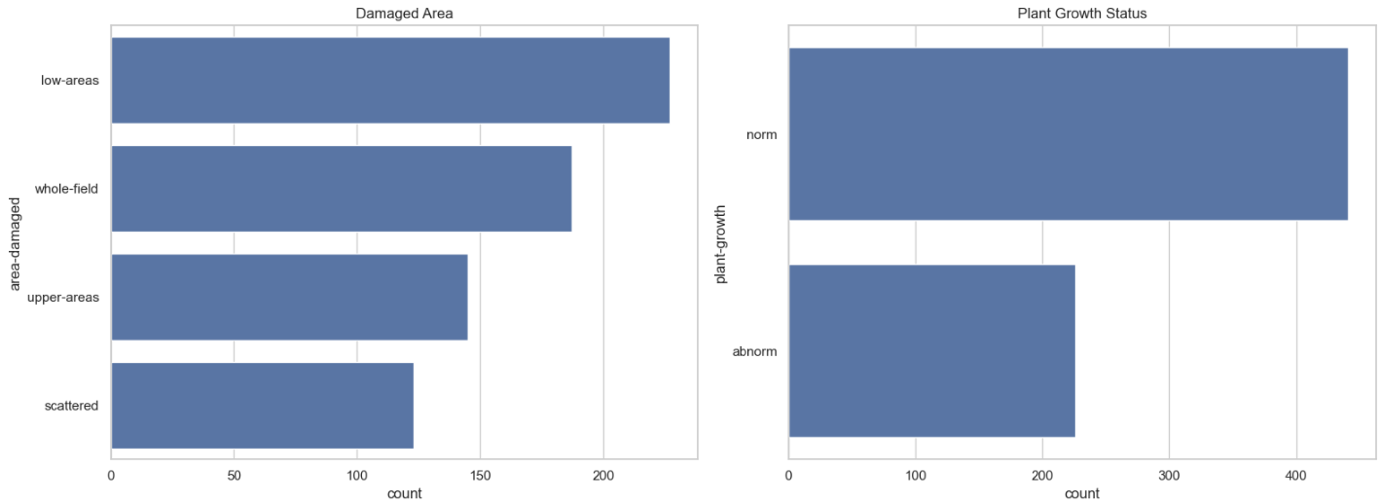 Damaged Area
area-damaged
low-areas
whole-field
upper-areas
scattered
0 50 100 150 200
count
Plant Growth Status
plant-growth
norm
abnorm
0 100 200 300 400
count